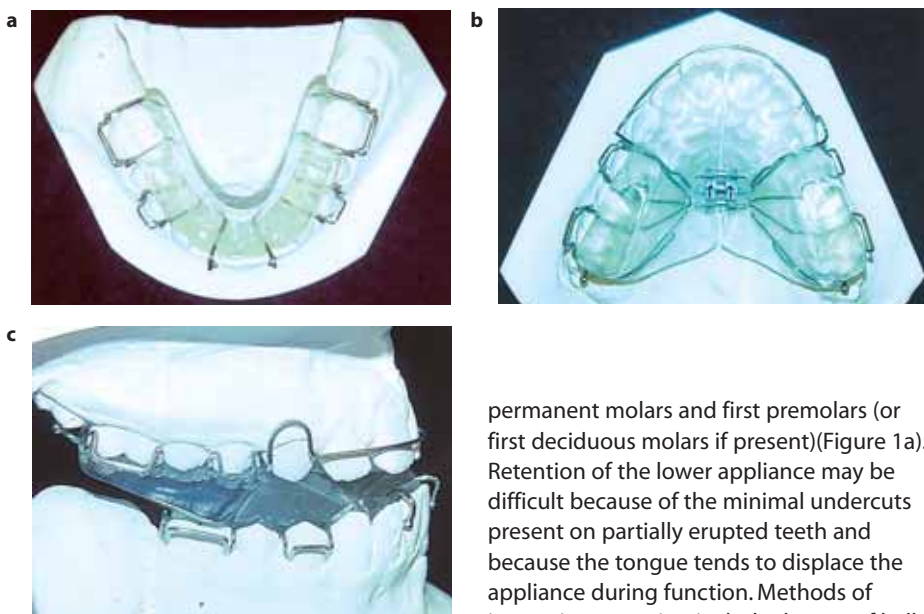 a
b
c
permanent molars and first premolars (or
first deciduous molars if present)(Figure 1a).
Retention of the lower appliance may be
difficult because of the minimal undercuts
present on partially erupted teeth and
because the tongue tends to displace the
appliance during function. Methods of